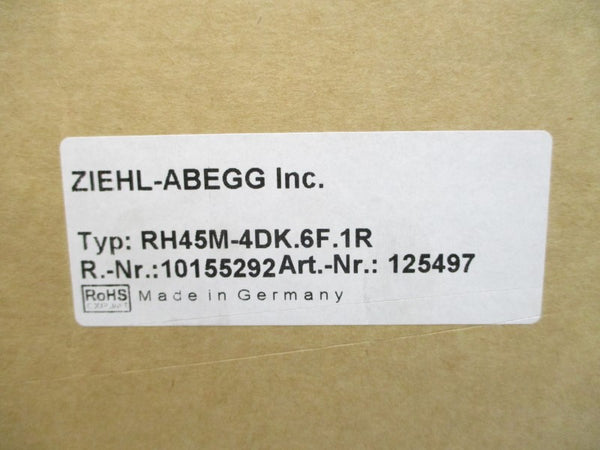 ZIEHL-ABEGG Inc.
Typ: RH45M-4DK.6F.1R
R.-Nr.:10155292 Art.-Nr.: 125497
RoHS Made in Germany